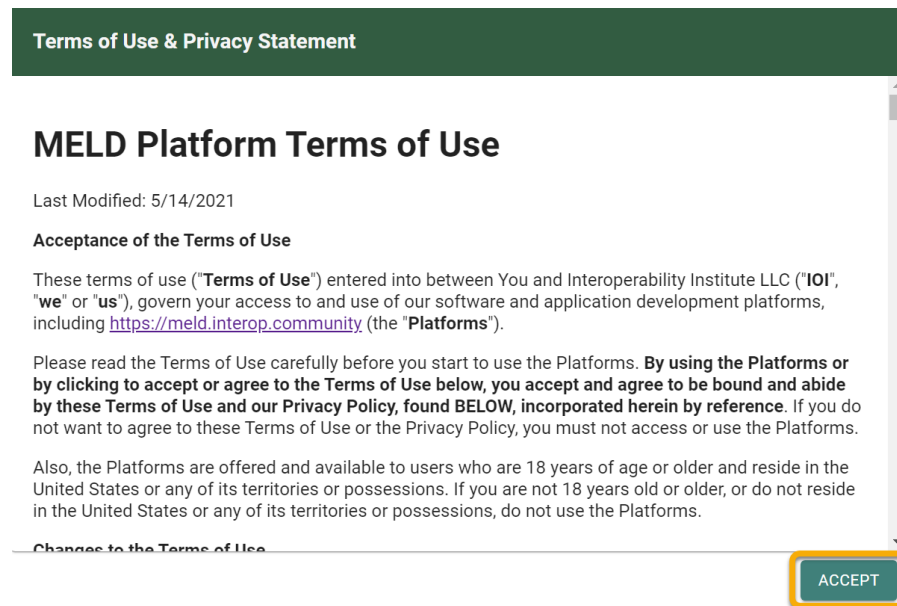 Terms of Use & Privacy Statement
MELD Platform Terms of Use
Last Modified: 5/14/2021
Acceptance of the Terms of Use
These terms of use ("Terms of Use") entered into between You and Interoperability Institute LLC ("IOI",
"we" or "us"), govern your access to and use of our software and application development platforms,
including https://meld.interop.community (the "Platforms").
Please read the Terms of Use carefully before you start to use the Platforms. By using the Platforms or
by clicking to accept or agree to the Terms of Use below, you accept and agree to be bound and abide
by these Terms of Use and our Privacy Policy, found BELOW, incorporated herein by reference. If you do
not want to agree to these Terms of Use or the Privacy Policy, you must not access or use the Platforms.
Also, the Platforms are offered and available to users who are 18 years of age or older and reside in the
United States or any of its territories or possessions. If you are not 18 years old or older, or do not reside
in the United States or any of its territories or possessions, do not use the Platforms.
Changes to the Terms of Use
ACCEPT